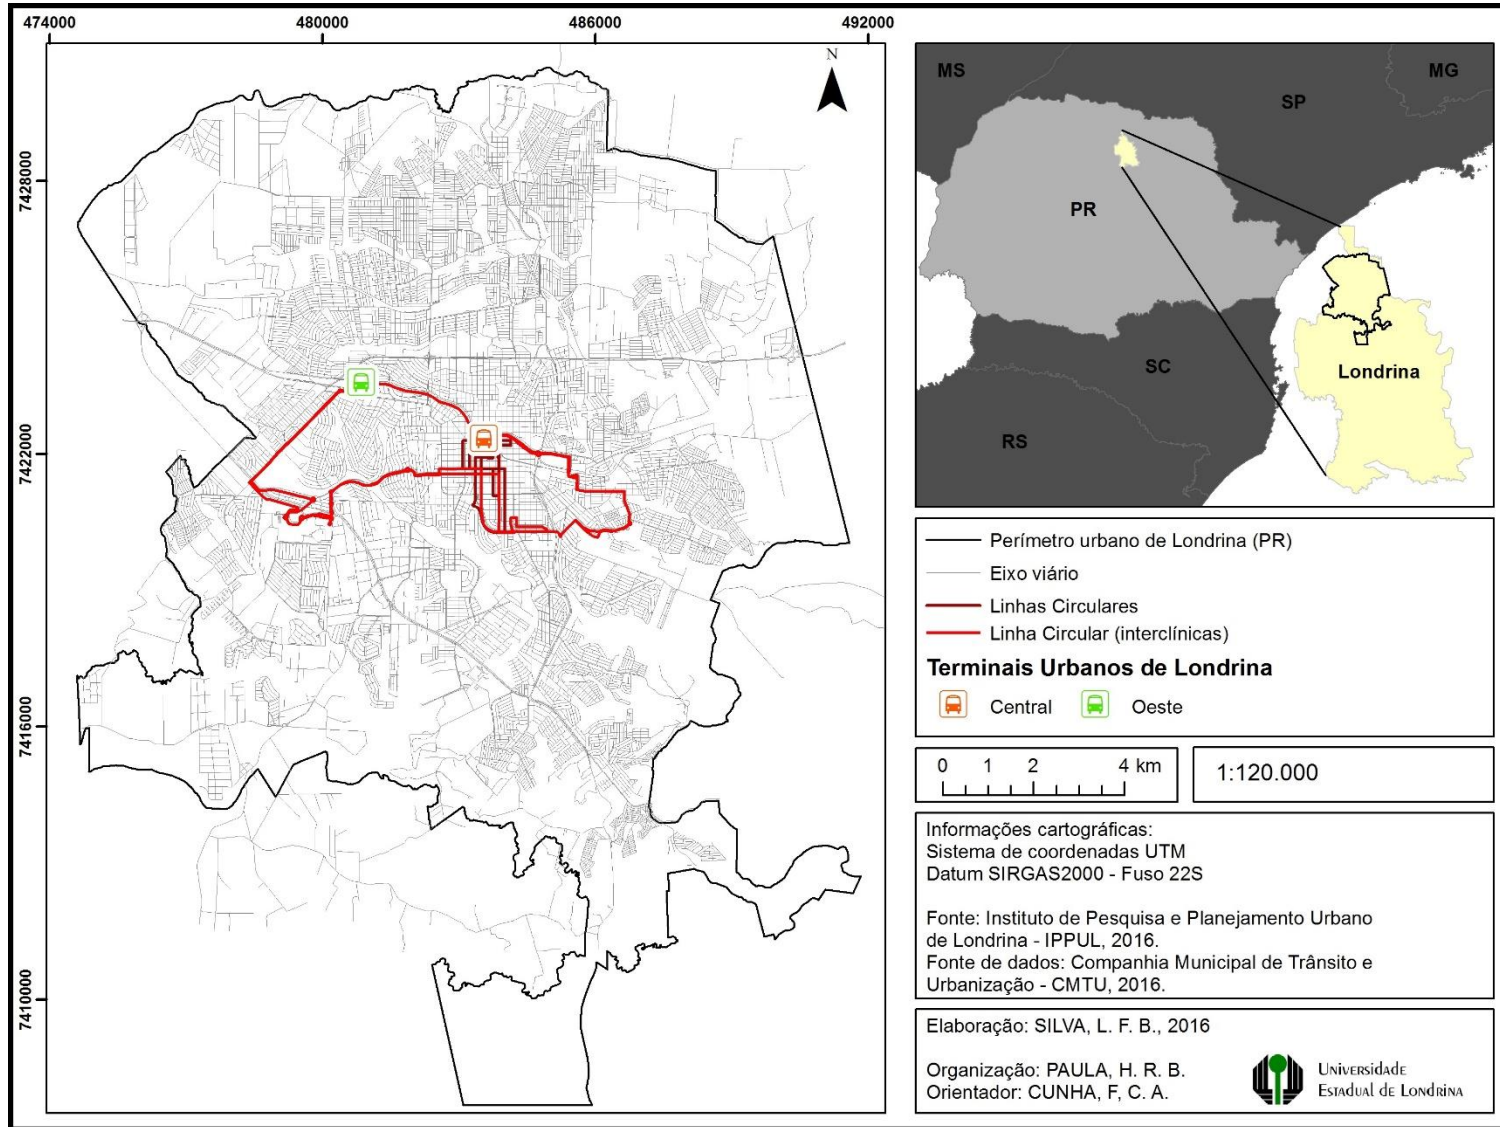 474000
480000
486000
492000
N
7428000
7422000
7416000
7410000
MS
MG
SP
PR
SC
RS
Londrina
Perímetro urbano de Londrina (PR)
Eixo viário
Linhas Circulares
Linha Circular (interclínicas)
Terminais Urbanos de Londrina
Central
Oeste
0 1 2 4 km
1:120.000
Informações cartográficas:
Sistema de coordenadas UTM
Datum SIRGAS2000 - Fuso 22S
Fonte: Instituto de Pesquisa e Planejamento Urbano
de Londrina - IPPUL, 2016.
Fonte de dados: Companhia Municipal de Trânsito e
Urbanização - CMTU, 2016.
Elaboração: SILVA, L. F. B., 2016
Organização: PAULA, H. R. B.
Orientador: CUNHA, F, C. A.
UNIVERSIDADE
ESTADUAL DE LONDRINA